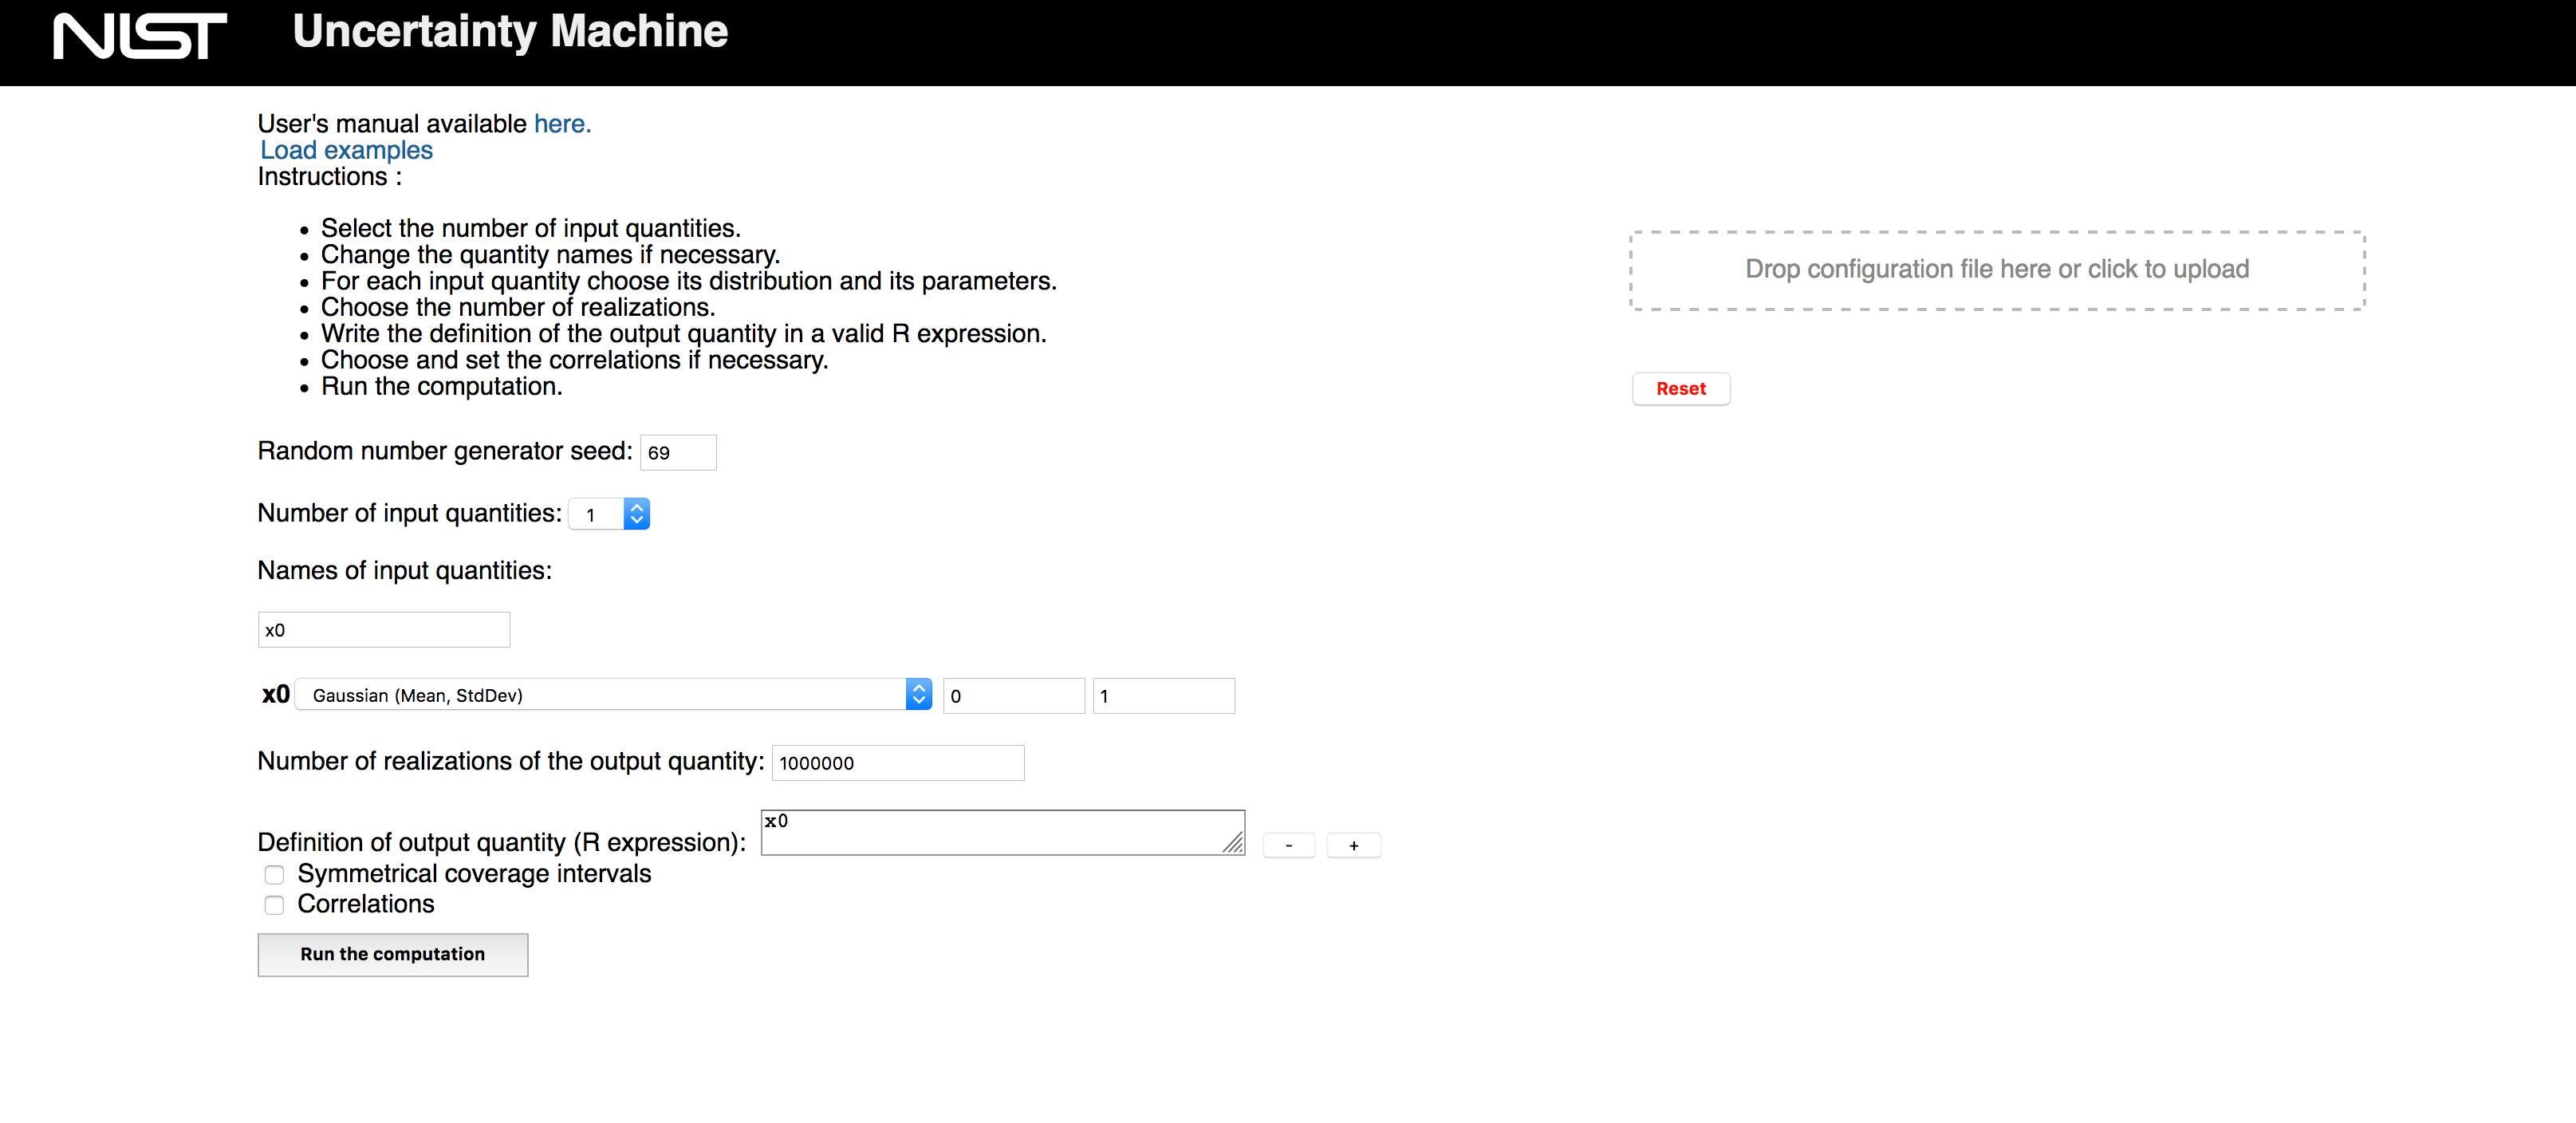 NIST Uncertainty Machine
User's manual available here.
Load examples
Instructions :
• Select the number of input quantities.
• Change the quantity names if necessary.
• For each input quantity choose its distribution and its parameters.
• Choose the number of realizations.
• Write the definition of the output quantity in a valid R expression.
• Choose and set the correlations if necessary.
• Run the computation.
Drop configuration file here or click to upload
Reset
Random number generator seed: 69
Number of input quantities: 1
Names of input quantities:
x0
x0 Gaussian (Mean, StdDev) 0 1
Number of realizations of the output quantity: 1000000
Definition of output quantity (R expression): x0 - +
Symmetrical coverage intervals
Correlations
Run the computation